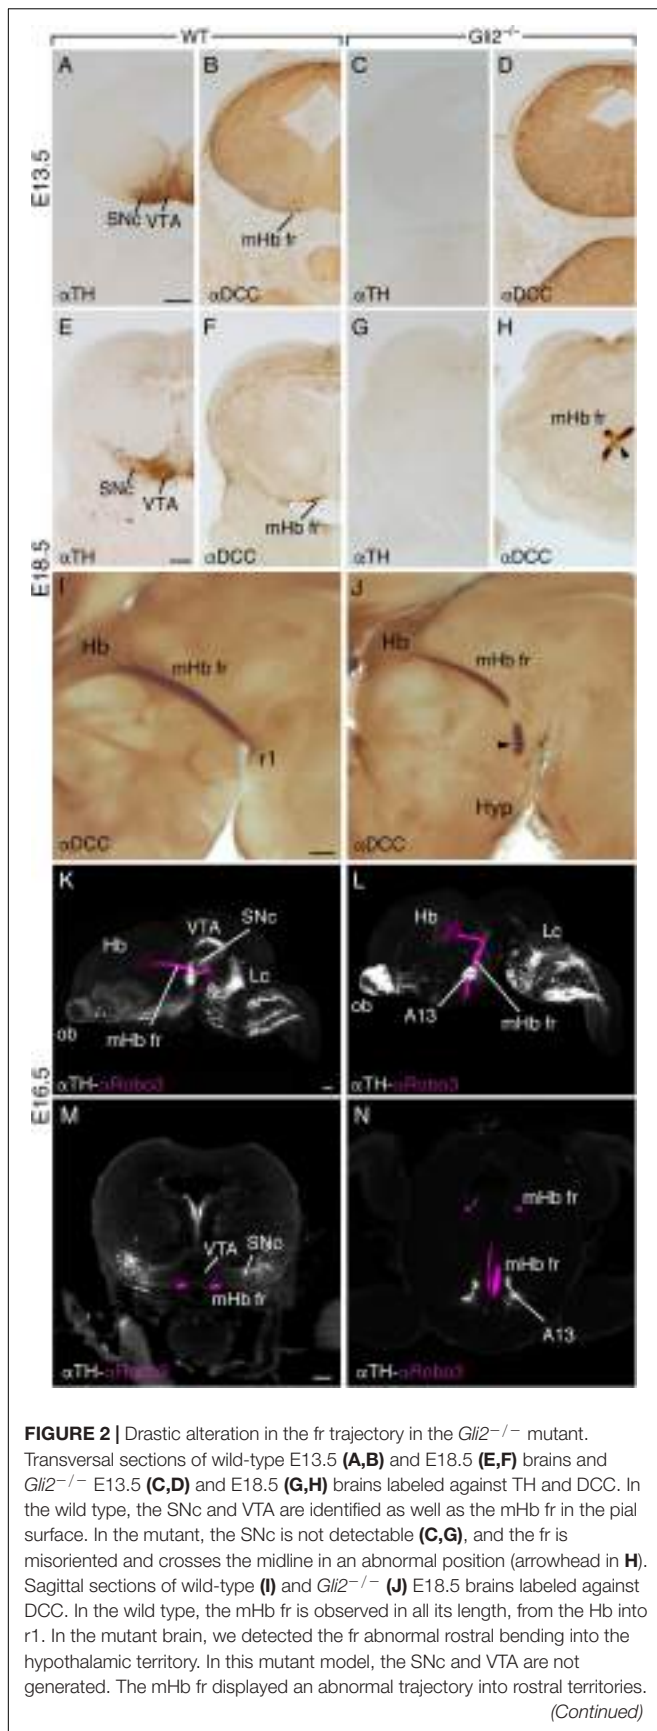 WT Gli2⁻/⁻
E13.5
A B C D
SNc VTA
mHb fr
αTH αDCC αTH αDCC
E18.5
E F G H
mHb fr
SNc
VTA
mHb fr
αTH αDCC αTH αDCC
I J
Hb Hb
mHb fr mHb fr
r1
Hyp
αDCC αDCC
E16.5
K L
VTA SNc
Hb Hb
Lc Lc
ob ob
mHb fr A13 mHb fr
αTH-αRobo3 αTH-αRobo3
M N
mHb fr
VTA SNc
mHb fr mHb fr
A13
αTH-αRobo3 αTH-αRobo3
FIGURE 2 | Drastic alteration in the fr trajectory in the Gli2⁻/⁻ mutant.
Transversal sections of wild-type E13.5 (A,B) and E18.5 (E,F) brains and
Gli2⁻/⁻ E13.5 (C,D) and E18.5 (G,H) brains labeled against TH and DCC. In
the wild type, the SNc and VTA are identified as well as the mHb fr in the pial
surface. In the mutant, the SNc is not detectable (C,G), and the fr is
misoriented and crosses the midline in an abnormal position (arrowhead in H).
Sagittal sections of wild-type (I) and Gli2⁻/⁻ (J) E18.5 brains labeled against
DCC. In the wild type, the mHb fr is observed in all its length, from the Hb into
r1. In the mutant brain, we detected the fr abnormal rostral bending into the
hypothalamic territory. In this mutant model, the SNc and VTA are not
generated. The mHb fr displayed an abnormal trajectory into rostral territories.
(Continued)